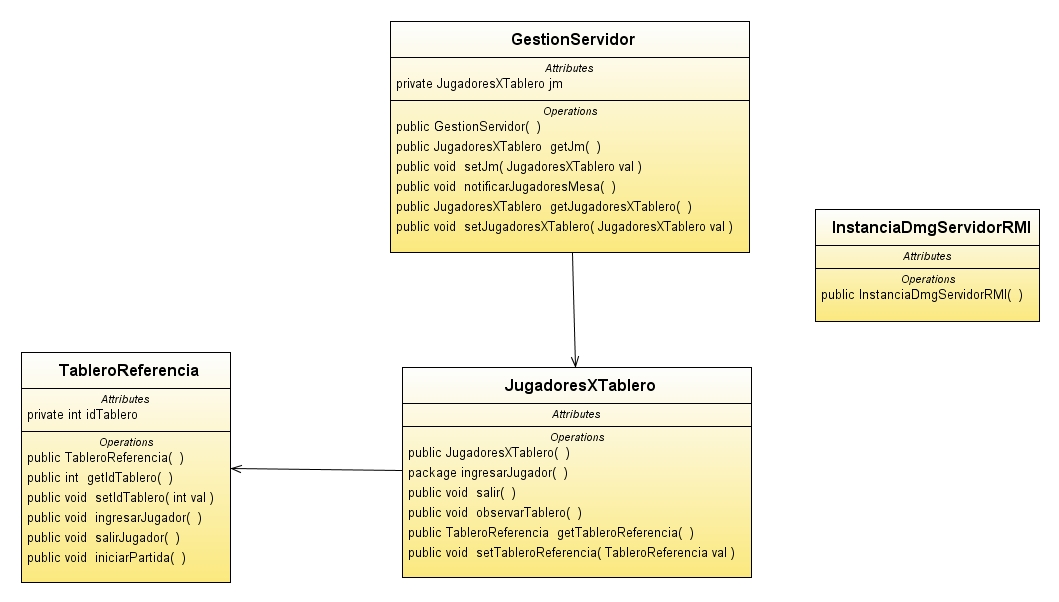 GestionServidor
Attributes
private JugadoresXTablero jm
Operations
public GestionServidor( )
public JugadoresXTablero getJm( )
public void setJm( JugadoresXTablero val )
public void notificarJugadoresMesa( )
public JugadoresXTablero getJugadoresXTablero( )
public void setJugadoresXTablero( JugadoresXTablero val )
InstanciaDmgServidorRMI
Attributes
Operations
public InstanciaDmgServidorRMI( )
TableroReferencia
Attributes
private int idTablero
Operations
public TableroReferencia( )
public int getIdTablero( )
public void setIdTablero( int val )
public void ingresarJugador( )
public void salirJugador( )
public void iniciarPartida( )
JugadoresXTablero
Attributes
Operations
public JugadoresXTablero( )
package ingresarJugador( )
public void salir( )
public void observarTablero( )
public TableroReferencia getTableroReferencia( )
public void setTableroReferencia( TableroReferencia val )